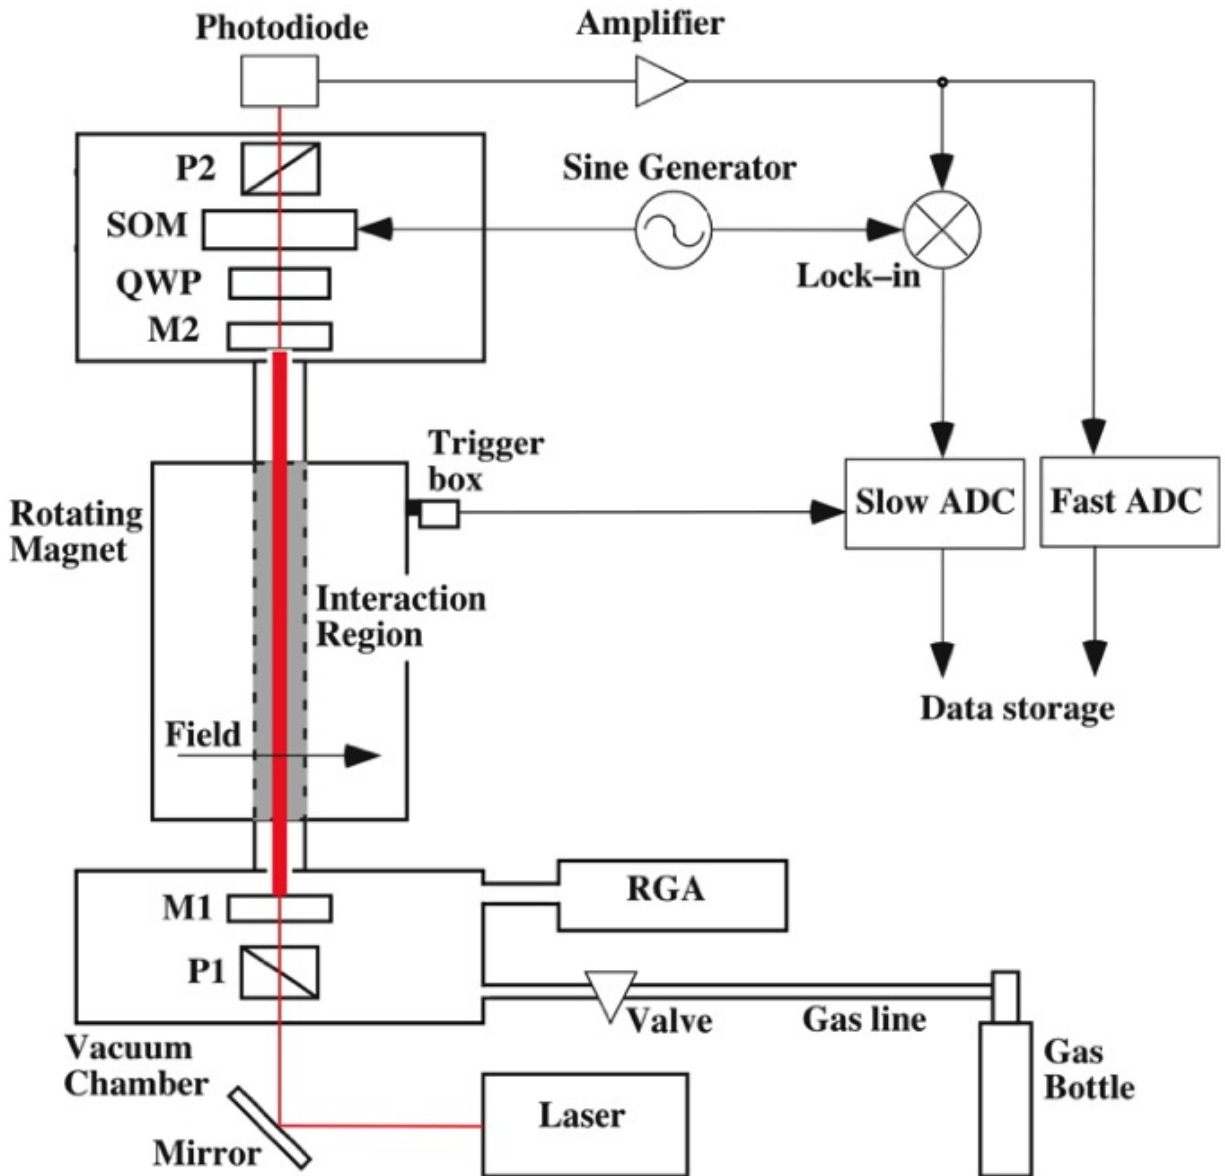 Photodiode
Amplifier
P2
Sine Generator
SOM
QWP
Lock–in
M2
Trigger
box
Rotating
Magnet
Slow ADC
Fast ADC
Interaction
Region
Data storage
Field
RGA
M1
P1
Valve
Gas line
Vacuum
Chamber
Gas
Bottle
Laser
Mirror